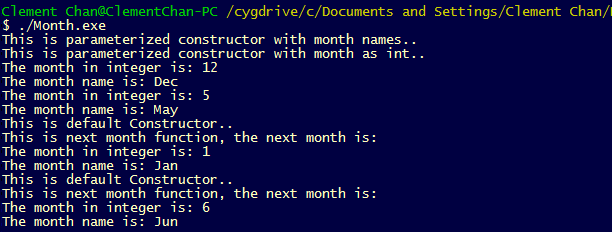 Clement Chan@ClementChan-PC /cygdrive/c/Documents and Settings/Clement Chan/
$ ./Month.exe
This is parameterized constructor with month names..
This is parameterized constructor with month as int..
The month in integer is: 12
The month name is: Dec
The month in integer is: 5
The month name is: May
This is default Constructor..
This is next month function, the next month is:
The month in integer is: 1
The month name is: Jan
This is default Constructor..
This is next month function, the next month is:
The month in integer is: 6
The month name is: Jun